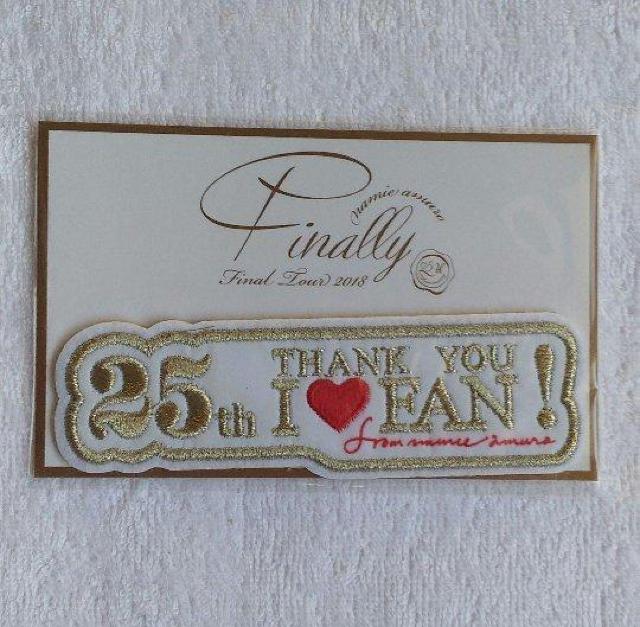 namie amuro
Finally
Final Tour 2018
25th
THANK YOU
I ❤ FAN!
from namie amuro